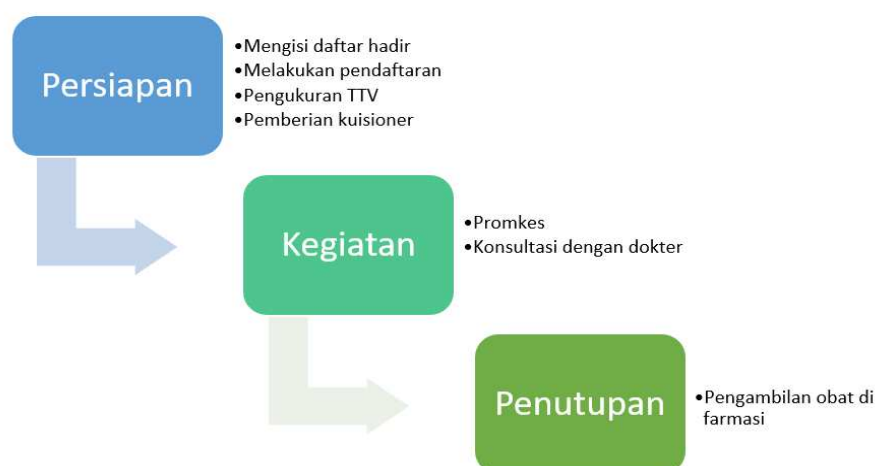 Persiapan
•Mengisi daftar hadir
•Melakukan pendaftaran
•Pengukuran TTV
•Pemberian kuisioner
Kegiatan
•Promkes
•Konsultasi dengan dokter
Penutupan
•Pengambilan obat di
farmasi